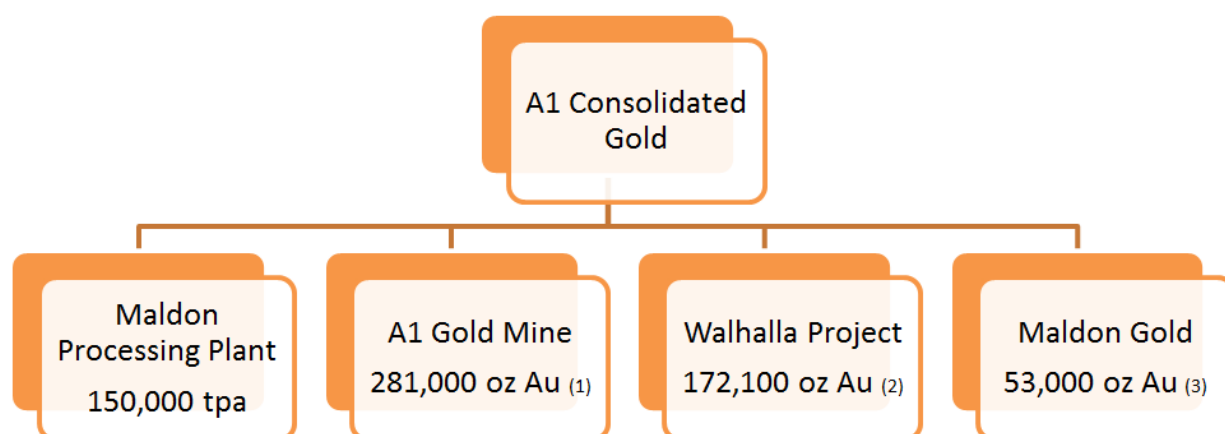 A1 Consolidated
Gold
Maldon
Processing Plant
150,000 tpa
A1 Gold Mine
281,000 oz Au (1)
Walhalla Project
172,100 oz Au (2)
Maldon Gold
53,000 oz Au (3)